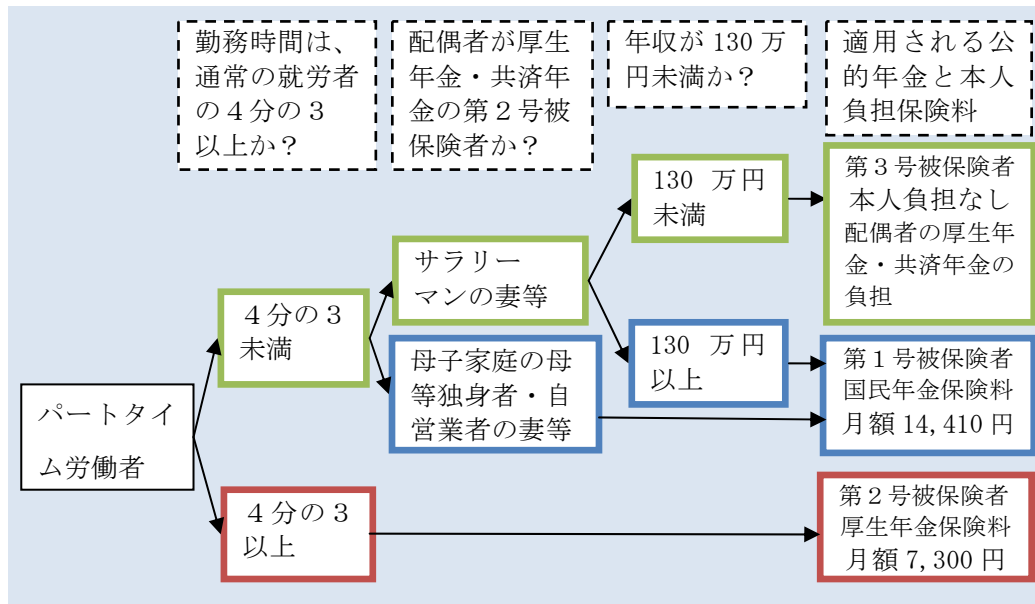 勤務時間は、
通常の就労者
の４分の３
以上か？
配偶者が厚生
年金・共済年
金の第２号被
保険者か？
年収が 130 万
円未満か？
適用される公
的年金と本人
負担保険料
パートタイ
ム労働者
４分の３
未満
４分の３
以上
サラリー
マンの妻等
母子家庭の母
等独身者・自
営業者の妻等
130 万円
未満
130 万円
以上
第３号被保険者
本人負担なし
配偶者の厚生年
金・共済年金の
負担
第１号被保険者
国民年金保険料
月額 14,410 円
第２号被保険者
厚生年金保険料
月額 7,300 円